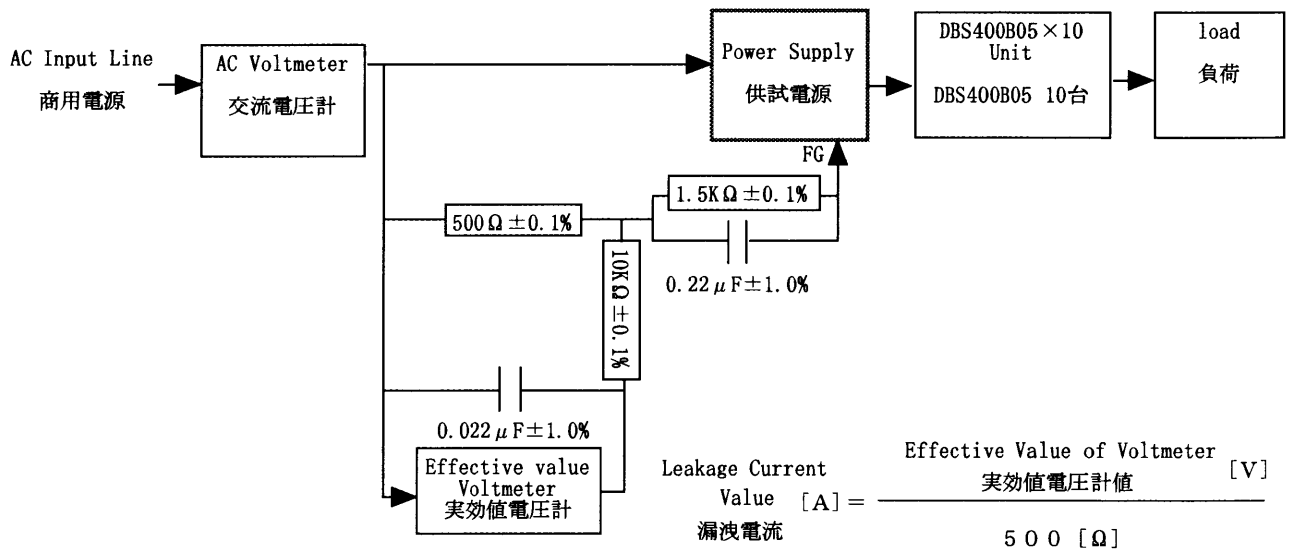 AC Input Line
商用電源
AC Voltmeter
交流電圧計
Power Supply
供試電源
DBS400B05×10
Unit
DBS400B05 10台
load
負荷
FG
1.5KΩ±0.1%
500Ω±0.1%
10KΩ±0.1%
0.22μF±1.0%
0.022μF±1.0%
Effective value
Voltmeter
実効値電圧計
Leakage Current
Value [A]=
漏洩電流
Effective Value of Voltmeter [V]
実効値電圧計値
500 [Ω]